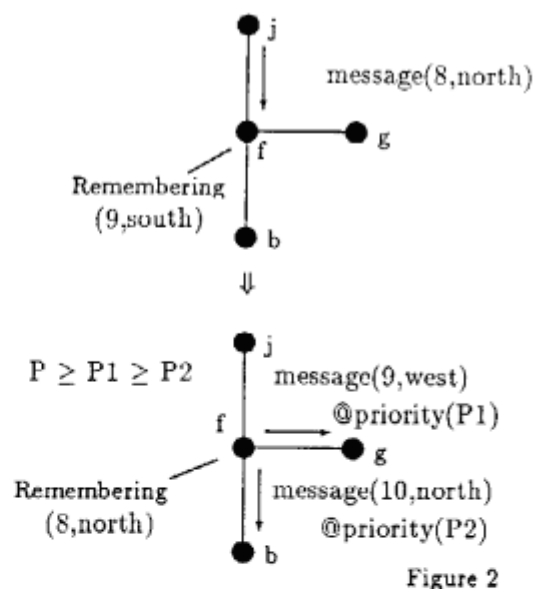 j
message(8,north)
f
g
Remembering
(9,south)
b
⇓
j
P ≥ P1 ≥ P2
message(9,west)
@priority(P1)
f
g
Remembering
(8,north)
message(10,north)
@priority(P2)
b
Figure 2